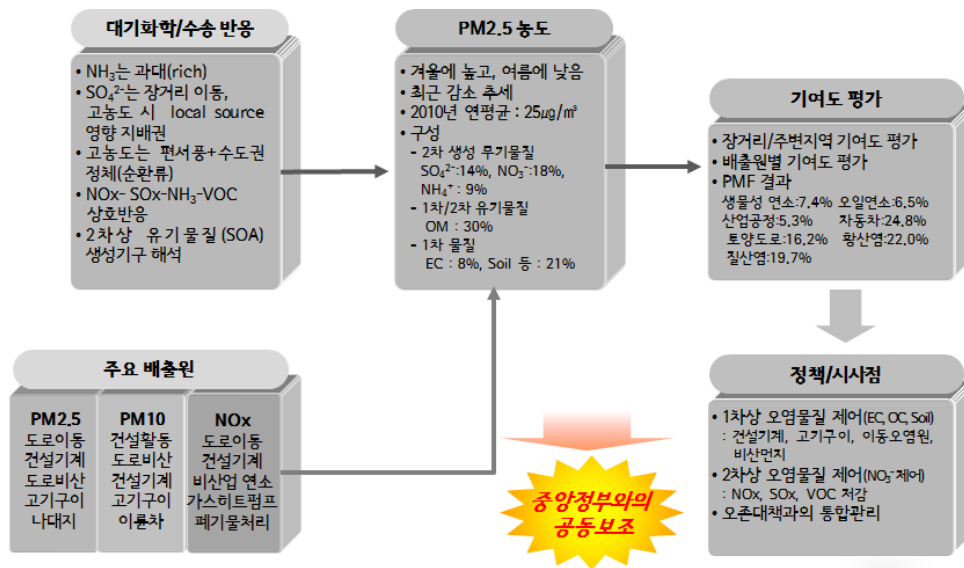 대기화학/수송 반응
• NH₃는 과대(rich)
• SO₄²⁻는 장거리 이동,
고농도 시 local source
영향 지배권
• 고농도는 편서풍+수도권
정체(순환류)
• NOx-SOx-NH₃-VOC
상호반응
• 2차상 유기물질(SOA)
생성기구 해석
PM2.5 농도
• 겨울에 높고, 여름에 낮음
• 최근 감소 추세
• 2010년 연평균 : 25㎍/㎥
• 구성
- 2차 생성 무기물질
SO₄²⁻:14%, NO₃⁻:18%,
NH₄⁺ : 9%
- 1차/2차 유기물질
OM : 30%
- 1차 물질
EC : 8%, Soil 등 : 21%
기여도 평가
• 장거리/주변지역 기여도 평가
• 배출원별 기여도 평가
• PMF 결과
생물성 연소:7.4% 오일연소:6.5%
산업공정:5.3% 자동차:24.8%
토양도로:16.2% 황산염:22.0%
질산염:19.7%
주요 배출원
PM2.5
도로이동
건설기계
도로비산
고기구이
나대지
PM10
건설활동
도로비산
건설기계
고기구이
이륜차
NOx
도로이동
건설기계
비산업 연소
가스히트펌프
폐기물처리
중앙정부와의
공동보조
정책/시사점
• 1차상 오염물질 제어(EC, OC, Soil)
: 건설기계, 고기구이, 이동오염원,
비산먼지
• 2차상 오염물질 제어(NO₃⁻제어)
: NOx, SOx, VOC 저감
• 오존대책과의 통합관리